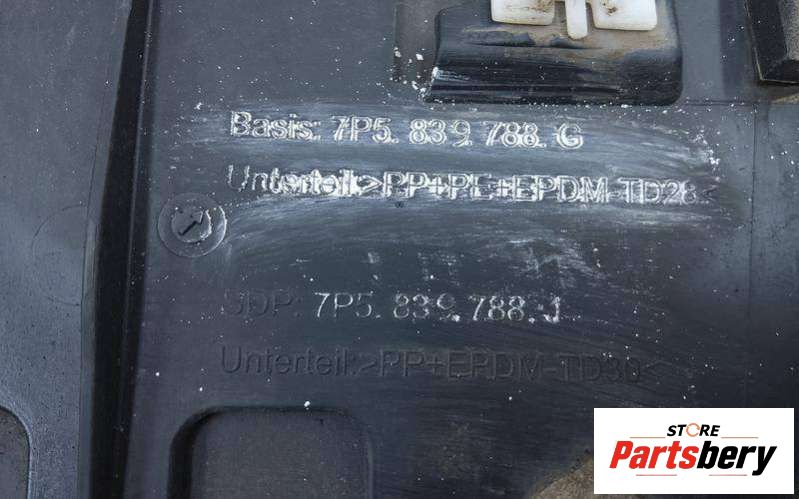 Basis: 7P5. 839. 788. G
Unterteil:>PP+PE+EPDM-TD28<
SDP: 7P5. 839. 788. J
Unterteil:>PP+EPDM-TD30<
STORE
Partsbery